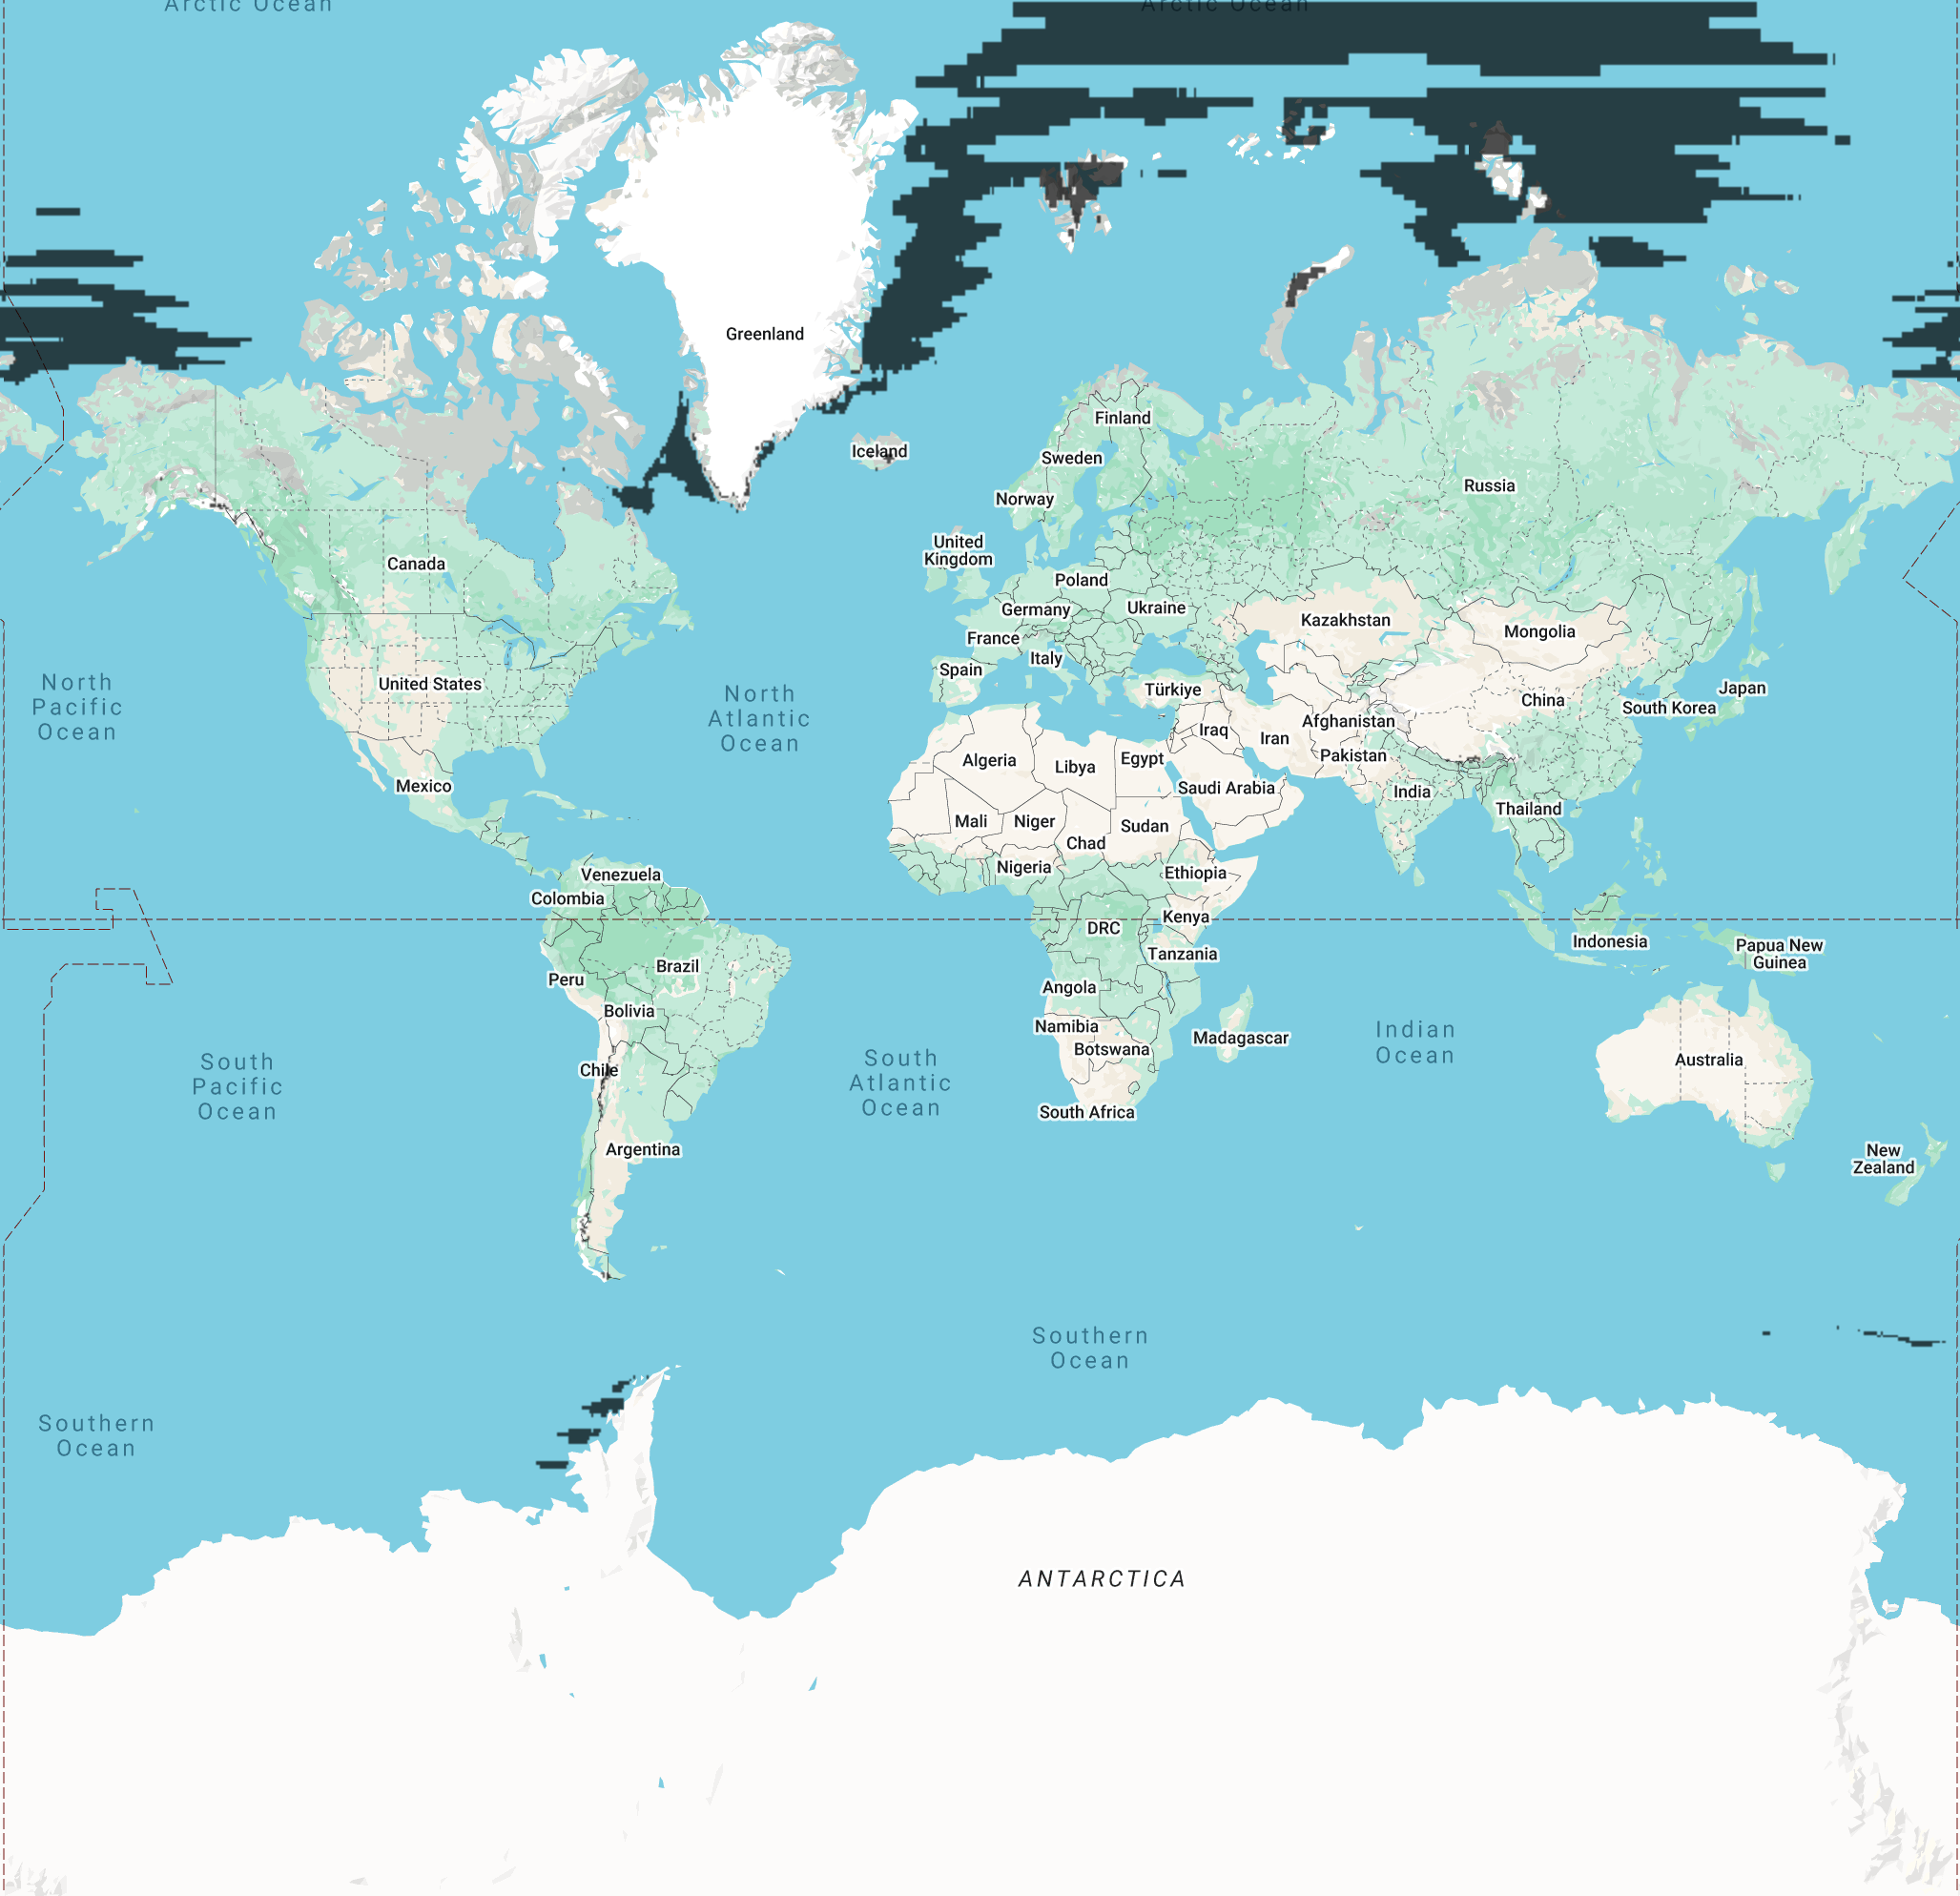 Arctic Ocean
Arctic Ocean
Greenland
Finland
Iceland
Sweden
Norway
Russia
United
Kingdom
Canada
Poland
Germany
Ukraine
Kazakhstan
Mongolia
France
Italy
Spain
United States
North
Pacific
Ocean
North
Atlantic
Ocean
Türkiye
Japan
China
South Korea
Afghanistan
Iraq
Iran
Pakistan
Algeria
Libya
Egypt
Saudi Arabia
India
Mexico
Thailand
Mali
Niger
Sudan
Chad
Nigeria
Ethiopia
Venezuela
Colombia
Kenya
DRC
Indonesia
Papua New
Guinea
Tanzania
Brazil
Peru
Angola
Bolivia
Namibia
Madagascar
Botswana
Indian
Ocean
Australia
Chile
South
Pacific
Ocean
South
Atlantic
Ocean
South Africa
Argentina
New
Zealand
Southern
Ocean
Southern
Ocean
ANTARCTICA